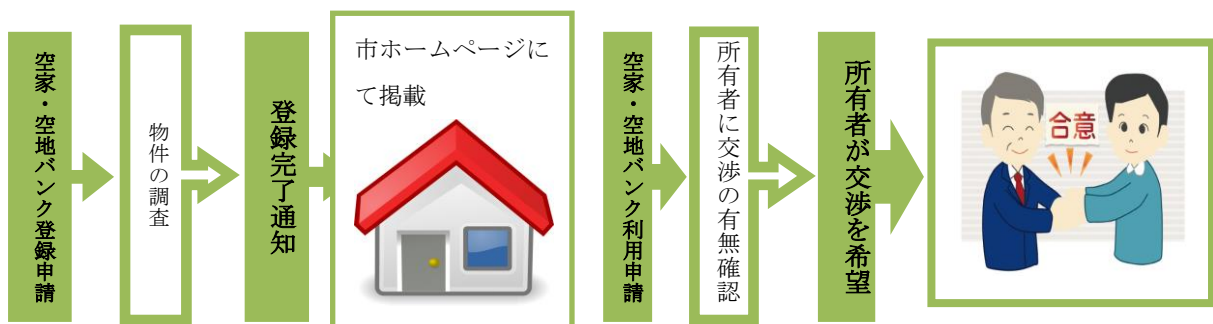 空家・空地バンク登録申請
物件の調査
登録完了通知
市ホームページに
て掲載
空家・空地バンク利用申請
所有者に交渉の有無確認
所有者が交渉を希望
合意